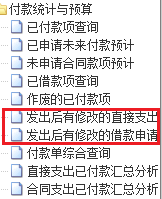 付款统计与预算
已付款项查询
已申请未来付款预计
未申请合同款项预计
已借款项查询
作废的已付款项
发出后有修改的直接支出
发出后有修改的借款申请
付款单综合查询
直接支出已付款汇总分析
合同支出已付款汇总分析